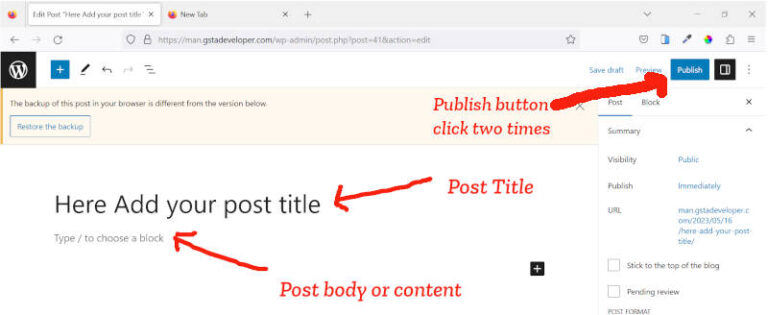 Edit Post "Here Add your post title"
New Tab
https://man.gstadeveloper.com/wp-admin/post.php?post=41&action=edit
Save draft
Preview
Publish
The backup of this post in your browser is different from the version below.
Restore the backup
Publish button
click two times
Post
Block
Summary
Visibility
Public
Publish
Immediately
URL
man.gstadeveloper.c
om/2023/05/16
/here-add-your-post-
title/
Here Add your post title
Post Title
Type / to choose a block
Post body or content
Stick to the top of the blog
Pending review
POST FORMAT